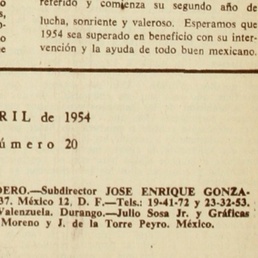 o referido y comienza su segundo año de
s,
o- lucha, sonriente y valeroso. Esperamos que
1954 sea superado en beneficio con su inter-
e vención y la ayuda de todo buen mexicano.
RIL de 1954
úmero 20
DERO.—Subdirector JOSE ENRIQUE GONZA-
37. México 12, D. F.—Tels.: 19-41-72 y 23-32-53.
Valenzuela. Durango.—Julio Sosa Jr. y Gráficas
Moreno y J. de la Torre Peyro. México.